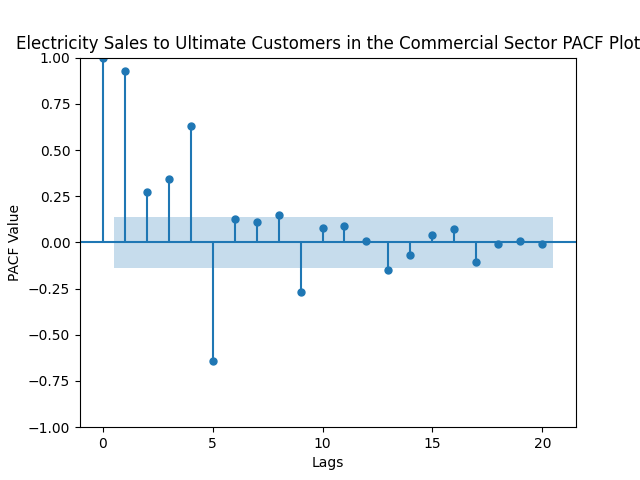 Electricity Sales to Ultimate Customers in the Commercial Sector PACF Plot
1.00
0.75
0.50
0.25
0.00
−0.25
−0.50
−0.75
−1.00
PACF Value
0 5 10 15 20
Lags